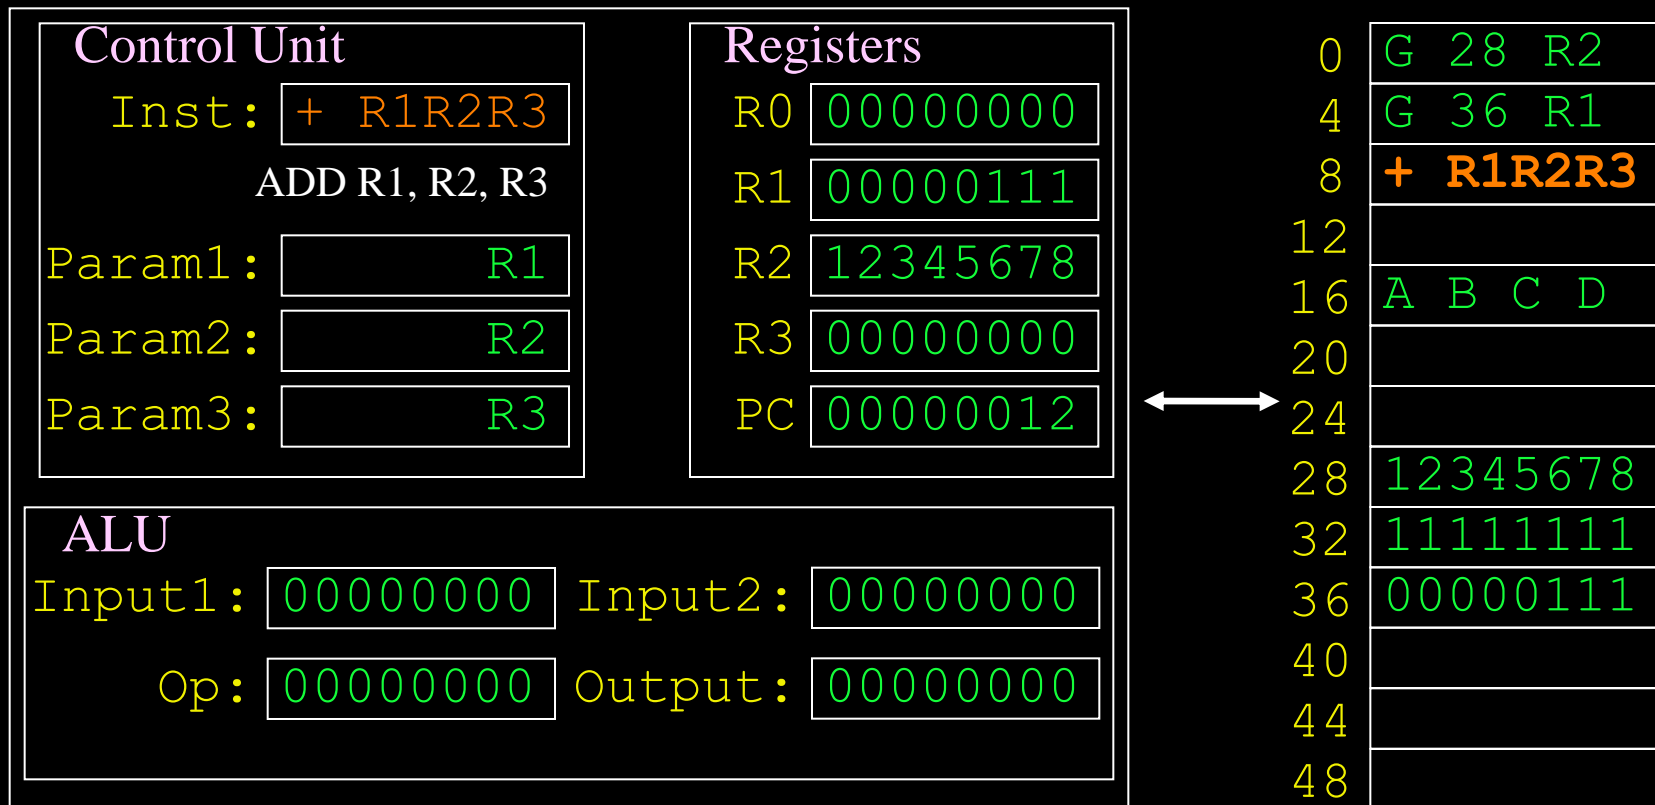 Control Unit
Inst: + R1R2R3
ADD R1, R2, R3
Param1: R1
Param2: R2
Param3: R3
Registers
R0 00000000
R1 00000111
R2 12345678
R3 00000000
PC 00000012
ALU
Input1: 00000000 Input2: 00000000
Op: 00000000 Output: 00000000
0 G 28 R2
4 G 36 R1
8 + R1R2R3
12
16 A B C D
20
24
28 12345678
32 11111111
36 00000111
40
44
48